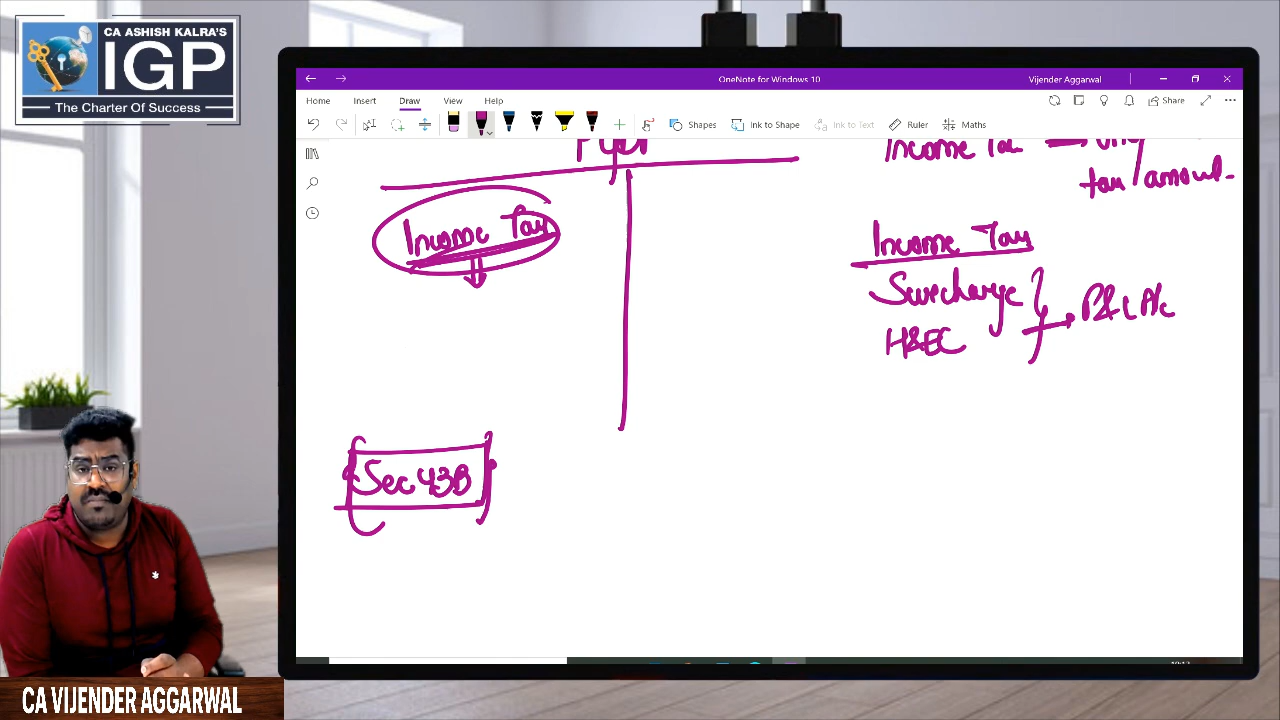 CA ASHISH KALRA'S
IGP
The Charter Of Success
OneNote for Windows 10
Vijender Aggarwal
Home Insert Draw View Help
Share
Shapes
Ink to Shape
Ink to Text
Ruler
Maths
Income Tax
tax amount.
Income Tax
Income Tax
Surcharge
H&EC
P&L A/c
Sec 43B
CA VIJENDER AGGARWAL